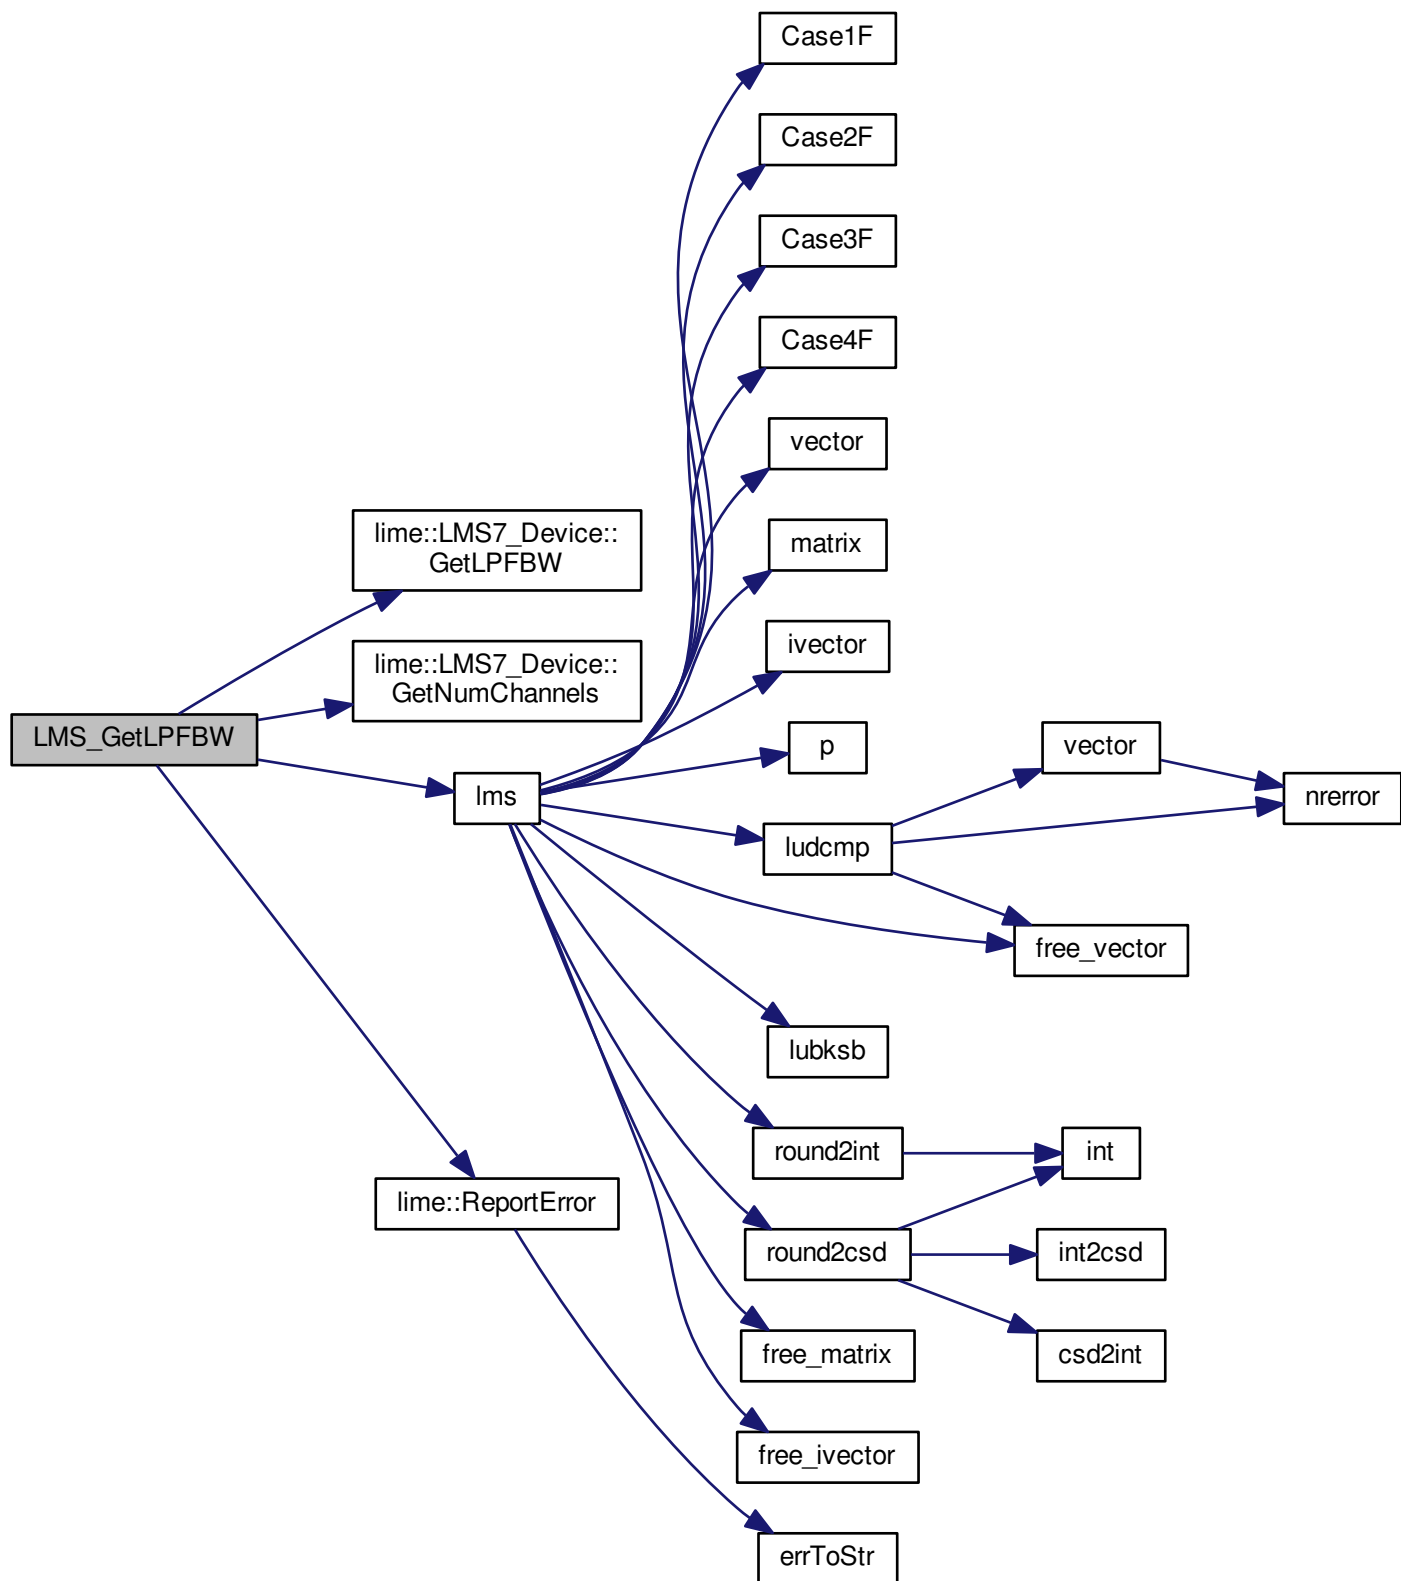 Case1F
Case2F
Case3F
Case4F
vector
matrix
lime::LMS7_Device::
GetLPFBW
ivector
lime::LMS7_Device::
GetNumChannels
LMS_GetLPFBW
p
vector
lms
nrerror
ludcmp
free_vector
lubksb
round2int
int
lime::ReportError
round2csd
int2csd
free_matrix
csd2int
free_ivector
errToStr